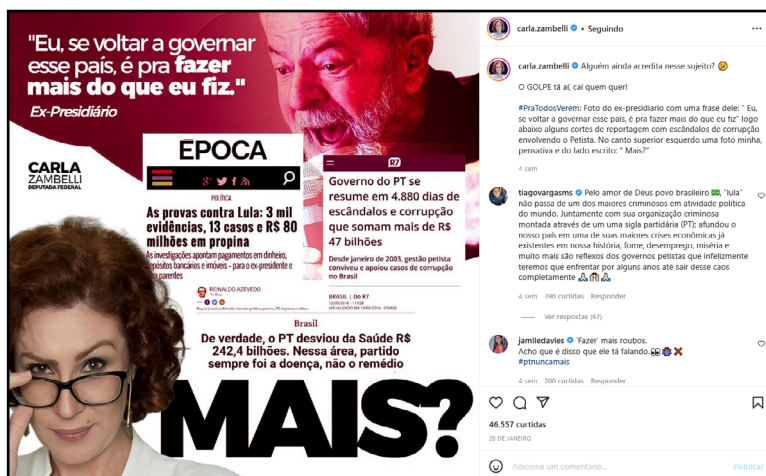 "Eu, se voltar a governar
esse país, é pra fazer
mais do que eu fiz."
Ex-Presidiário
CARLA
ZAMBELLI
DEPUTADA FEDERAL
ÉPOCA
POLÍTICA
As provas contra Lula: 3 mil
evidências, 13 casos e R$ 80
milhões em propina
As investigações apontam pagamentos em dinheiro,
depósitos bancários e imóveis – para o ex-presidente e
para parentes
REINALDO AZEVEDO
R7
Governo do PT se
resume em 4.880 dias de
escândalos e corrupção
que somam mais de R$
47 bilhões
Desde janeiro de 2003, gestão petista
conviveu e apoiou casos de corrupção
no Brasil
BRASIL | Do R7
Brasil
De verdade, o PT desviou da Saúde R$
242,4 bilhões. Nessa área, partido
sempre foi a doença, não o remédio
MAIS?
carla.zambelli • Seguindo
carla.zambelli Alguém ainda acredita nesse sujeito? 🤔
O GOLPE tá aí, cai quem quer!
#PraTodosVerem: Foto do ex-presidiario com uma frase dele: " Eu,
se voltar a governar esse país, é pra fazer mais do que eu fiz" logo
abaixo alguns cortes de reportagem com escândalos de corrupção
envolvendo o Petista. No canto superior esquerdo uma foto minha,
pensativa e do lado escrito: " Mais?"
4 sem
tiagovargasms Pelo amor de Deus povo brasileiro 🇧🇷, "lula"
não passa de um dos maiores criminosos em atividade política
do mundo. Juntamente com sua organização criminosa
montada através de um uma sigla partidária (PT); afundou o
nosso país em uma de suas maiores crises econômicas já
existentes em nossa história, fome, desemprego, miséria e
muito mais são reflexos dos governos petistas que infelizmente
teremos que enfrentar por alguns anos até sair desse caos
completamente
4 sem 390 curtidas Responder
Ver respostas (67)
jamiledavies 'Fazer' mais roubos.
Acho que é disso que ele tá falando.
#ptnuncamais
4 sem 200 curtidas Responder
46.557 curtidas
26 DE JANEIRO
Adicione um comentário...
Publicar